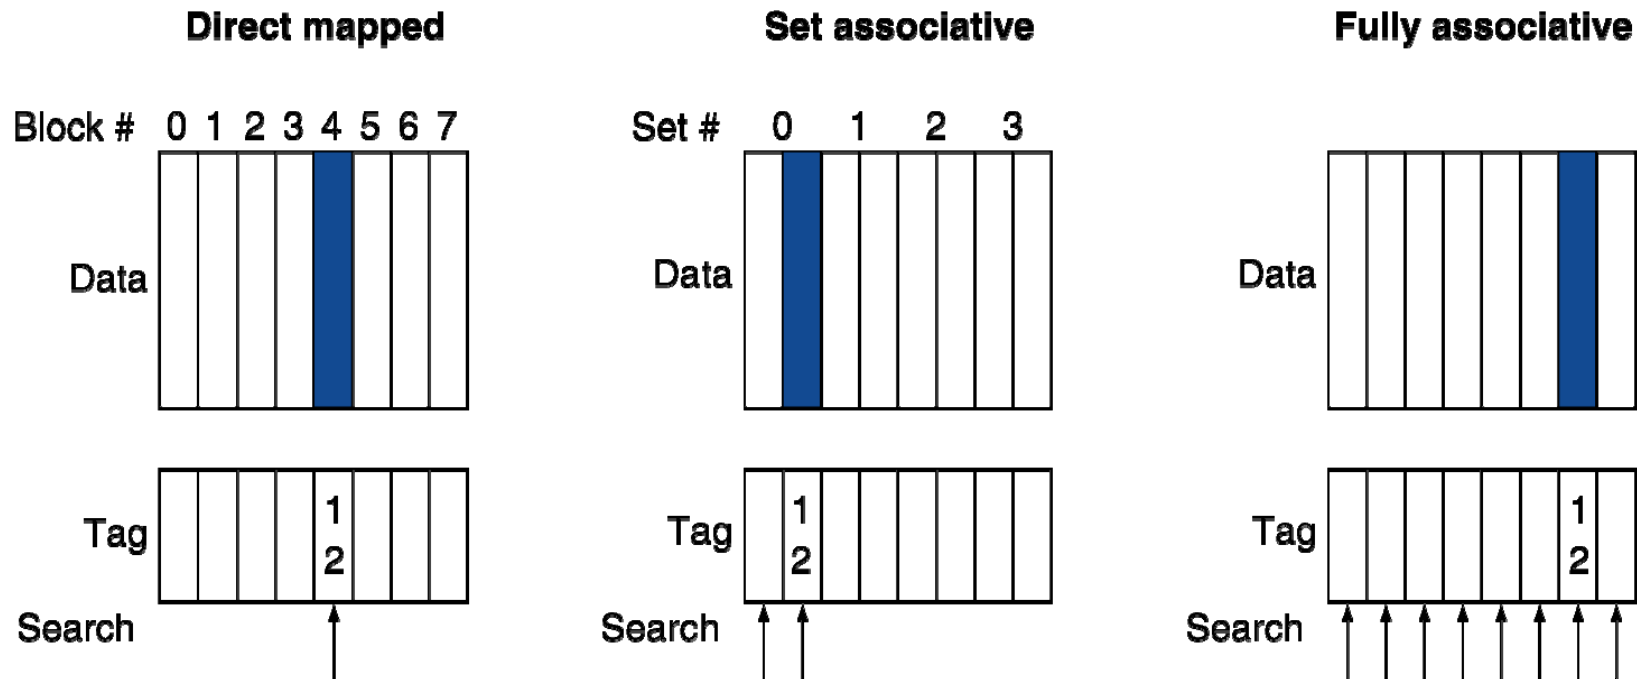 Direct mapped
Set associative
Fully associative
Block # 0 1 2 3 4 5 6 7
Set # 0 1 2 3
Data
Data
Data
Tag
1
2
Tag
1
2
Tag
1
2
Search
Search
Search